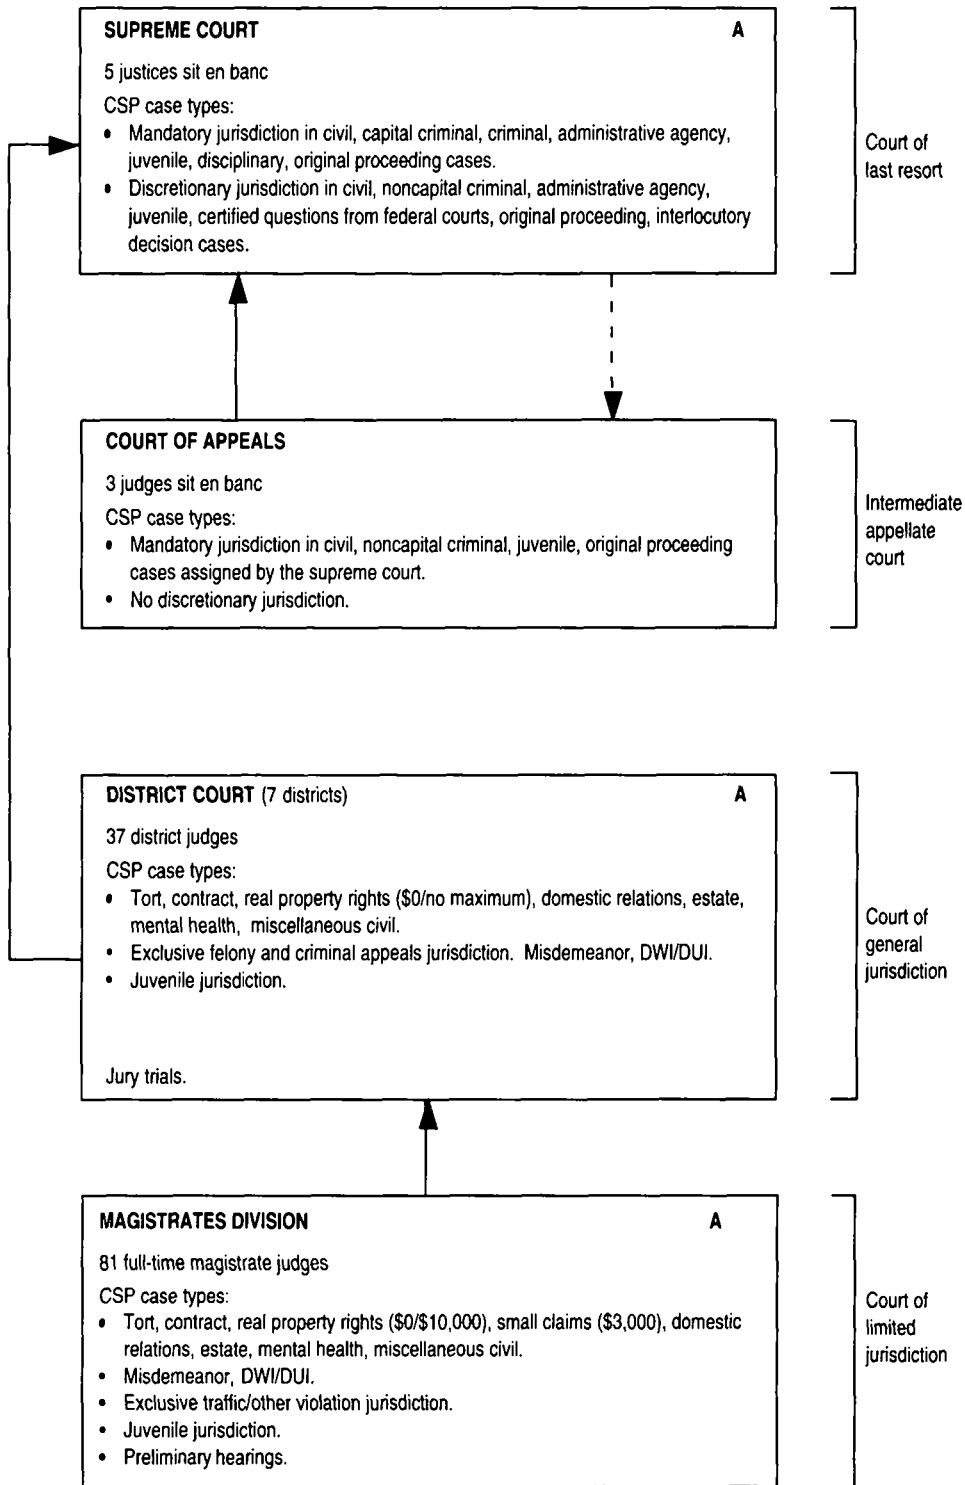 SUPREME COURT A
5 justices sit en banc
CSP case types:
• Mandatory jurisdiction in civil, capital criminal, criminal, administrative agency,
juvenile, disciplinary, original proceeding cases.
• Discretionary jurisdiction in civil, noncapital criminal, administrative agency,
juvenile, certified questions from federal courts, original proceeding, interlocutory
decision cases.
Court of
last resort
COURT OF APPEALS
3 judges sit en banc
CSP case types:
• Mandatory jurisdiction in civil, noncapital criminal, juvenile, original proceeding
cases assigned by the supreme court.
• No discretionary jurisdiction.
Intermediate
appellate
court
DISTRICT COURT (7 districts) A
37 district judges
CSP case types:
• Tort, contract, real property rights ($0/no maximum), domestic relations, estate,
mental health, miscellaneous civil.
• Exclusive felony and criminal appeals jurisdiction. Misdemeanor, DWI/DUI.
• Juvenile jurisdiction.
Jury trials.
Court of
general
jurisdiction
MAGISTRATES DIVISION A
81 full-time magistrate judges
CSP case types:
• Tort, contract, real property rights ($0/$10,000), small claims ($3,000), domestic
relations, estate, mental health, miscellaneous civil.
• Misdemeanor, DWI/DUI.
• Exclusive traffic/other violation jurisdiction.
• Juvenile jurisdiction.
• Preliminary hearings.
Court of
limited
jurisdiction